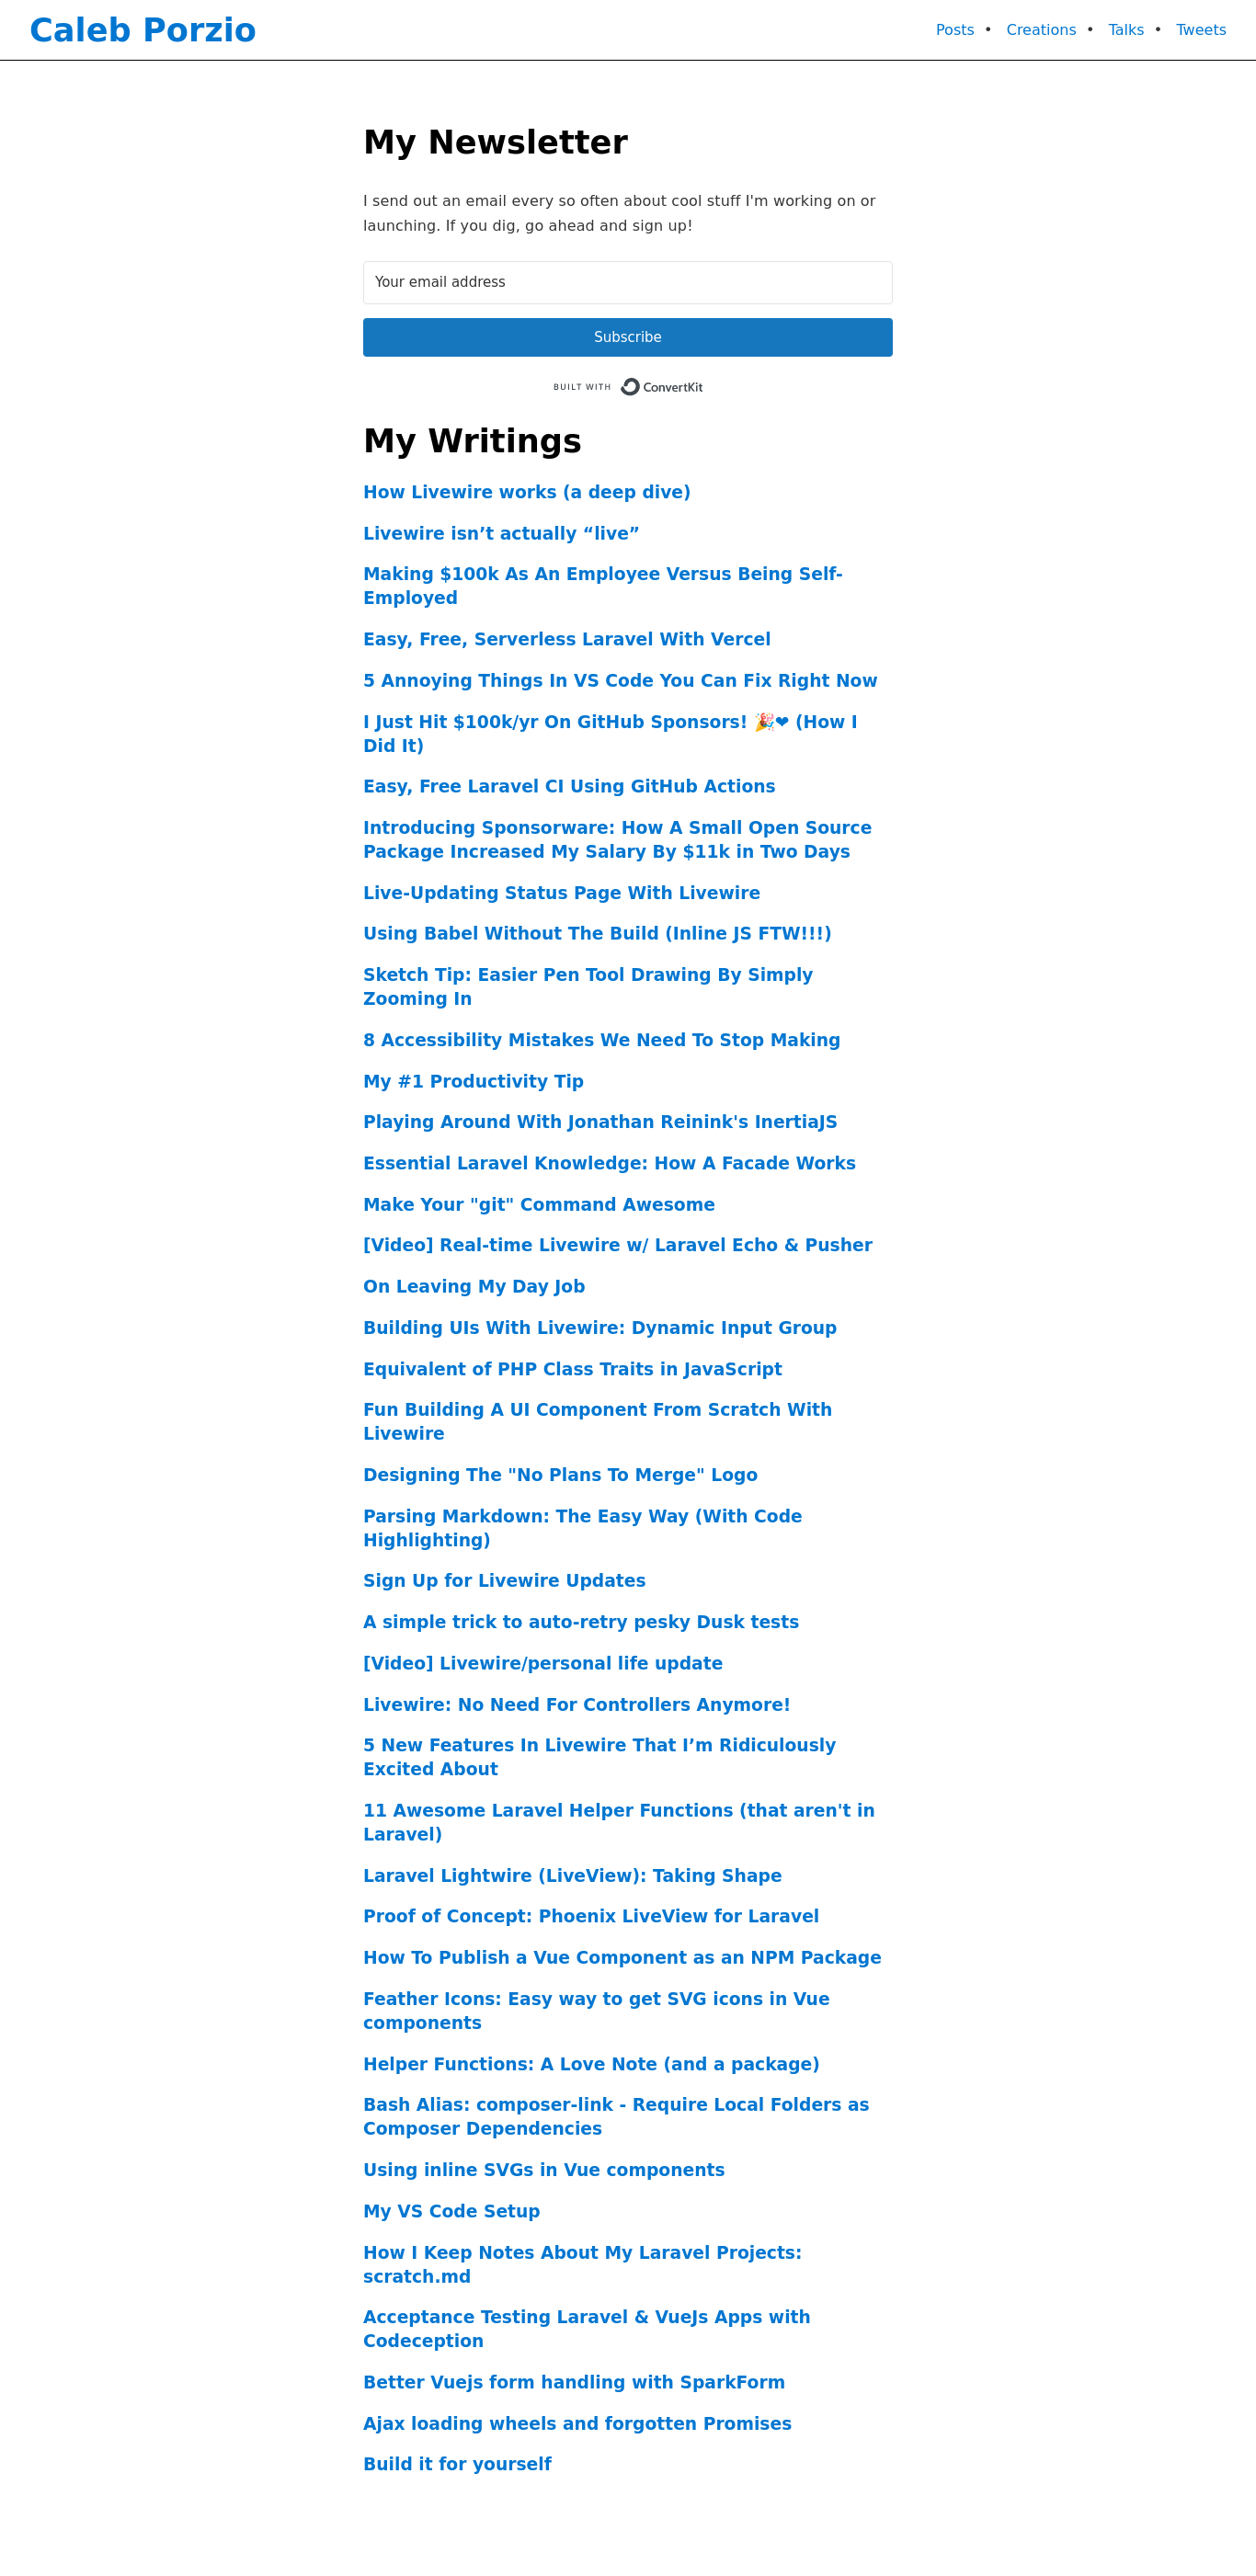 Caleb Porzio
Posts • Creations • Talks • Tweets
My Newsletter
I send out an email every so often about cool stuff I'm working on or
launching. If you dig, go ahead and sign up!
Your email address
Subscribe
BUILT WITH ConvertKit
My Writings
How Livewire works (a deep dive)
Livewire isn’t actually “live”
Making $100k As An Employee Versus Being Self-
Employed
Easy, Free, Serverless Laravel With Vercel
5 Annoying Things In VS Code You Can Fix Right Now
I Just Hit $100k/yr On GitHub Sponsors! 🎉❤ (How I
Did It)
Easy, Free Laravel CI Using GitHub Actions
Introducing Sponsorware: How A Small Open Source
Package Increased My Salary By $11k in Two Days
Live-Updating Status Page With Livewire
Using Babel Without The Build (Inline JS FTW!!!)
Sketch Tip: Easier Pen Tool Drawing By Simply
Zooming In
8 Accessibility Mistakes We Need To Stop Making
My #1 Productivity Tip
Playing Around With Jonathan Reinink's InertiaJS
Essential Laravel Knowledge: How A Facade Works
Make Your "git" Command Awesome
[Video] Real-time Livewire w/ Laravel Echo & Pusher
On Leaving My Day Job
Building UIs With Livewire: Dynamic Input Group
Equivalent of PHP Class Traits in JavaScript
Fun Building A UI Component From Scratch With
Livewire
Designing The "No Plans To Merge" Logo
Parsing Markdown: The Easy Way (With Code
Highlighting)
Sign Up for Livewire Updates
A simple trick to auto-retry pesky Dusk tests
[Video] Livewire/personal life update
Livewire: No Need For Controllers Anymore!
5 New Features In Livewire That I’m Ridiculously
Excited About
11 Awesome Laravel Helper Functions (that aren't in
Laravel)
Laravel Lightwire (LiveView): Taking Shape
Proof of Concept: Phoenix LiveView for Laravel
How To Publish a Vue Component as an NPM Package
Feather Icons: Easy way to get SVG icons in Vue
components
Helper Functions: A Love Note (and a package)
Bash Alias: composer-link - Require Local Folders as
Composer Dependencies
Using inline SVGs in Vue components
My VS Code Setup
How I Keep Notes About My Laravel Projects:
scratch.md
Acceptance Testing Laravel & VueJs Apps with
Codeception
Better Vuejs form handling with SparkForm
Ajax loading wheels and forgotten Promises
Build it for yourself